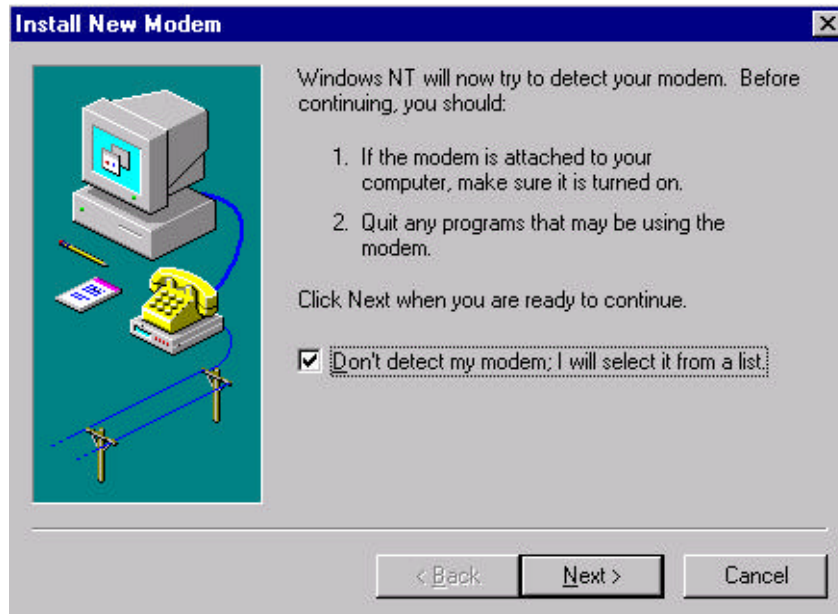 Install New Modem
Windows NT will now try to detect your modem. Before
continuing, you should:
1. If the modem is attached to your
computer, make sure it is turned on.
2. Quit any programs that may be using the
modem.
Click Next when you are ready to continue.
Don't detect my modem; I will select it from a list.
< Back
Next >
Cancel